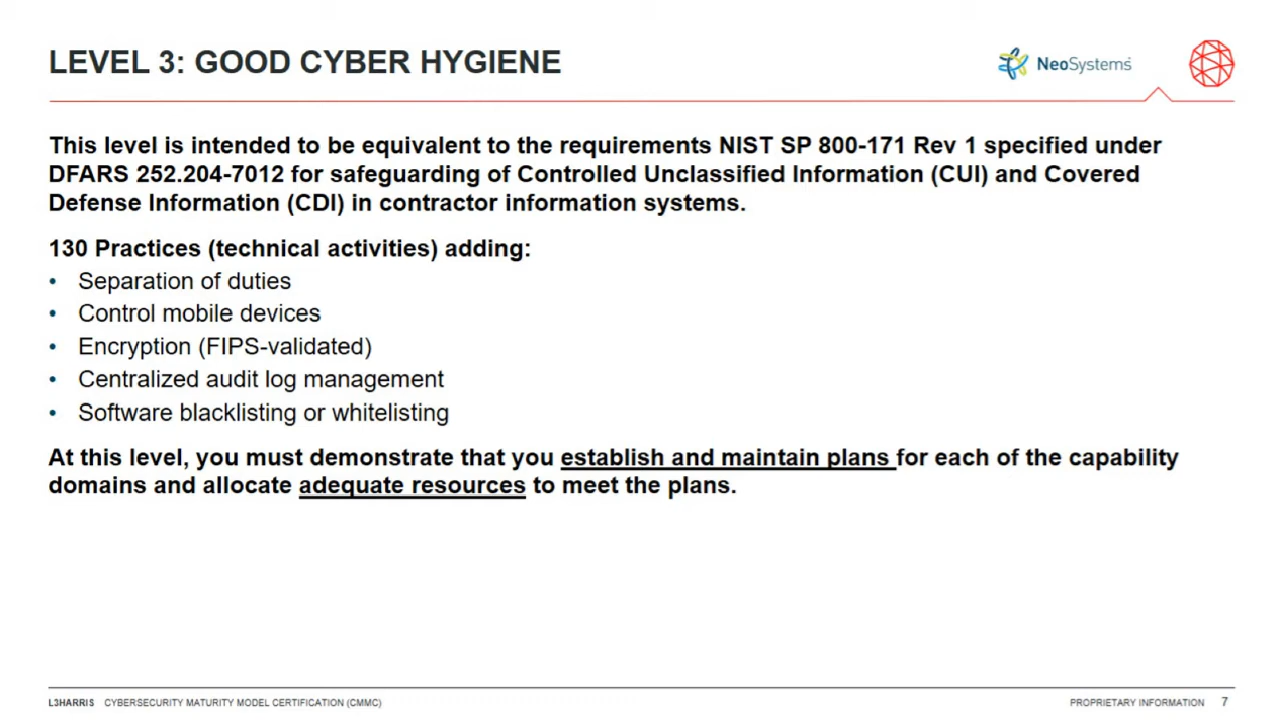 LEVEL 3: GOOD CYBER HYGIENE
NeoSystems
This level is intended to be equivalent to the requirements NIST SP 800-171 Rev 1 specified under
DFARS 252.204-7012 for safeguarding of Controlled Unclassified Information (CUI) and Covered
Defense Information (CDI) in contractor information systems.
130 Practices (technical activities) adding:
• Separation of duties
• Control mobile devices
• Encryption (FIPS-validated)
• Centralized audit log management
• Software blacklisting or whitelisting
At this level, you must demonstrate that you establish and maintain plans for each of the capability
domains and allocate adequate resources to meet the plans.
L3HARRIS CYBERSECURITY MATURITY MODEL CERTIFICATION (CMMC)
PROPRIETARY INFORMATION 7